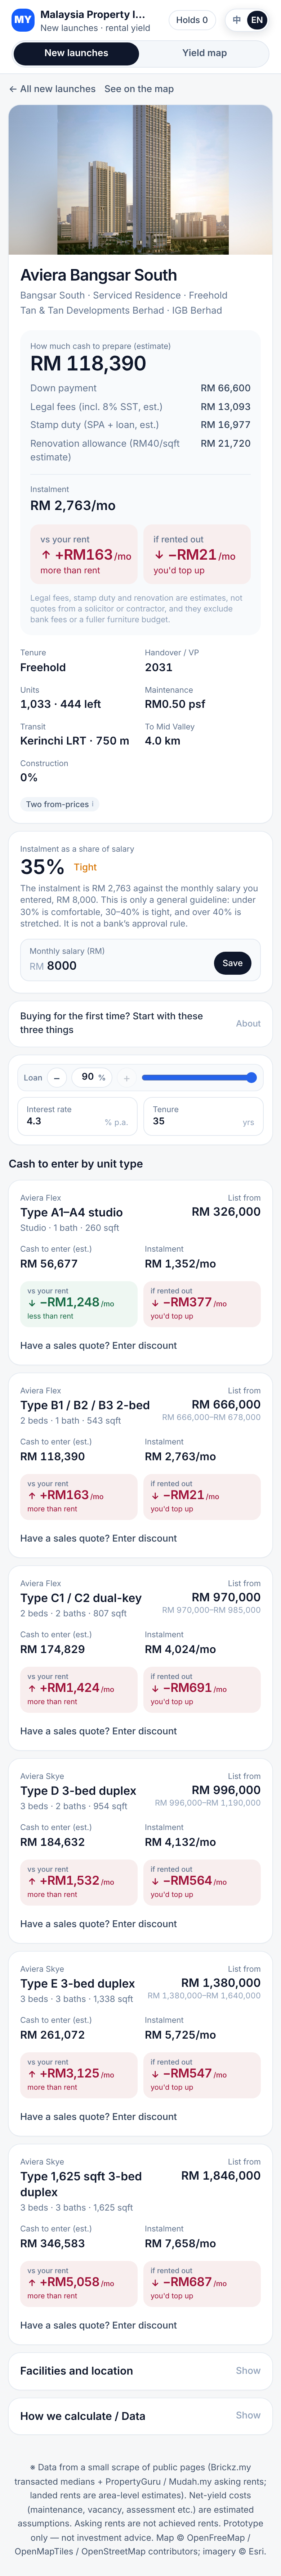 MY
Malaysia Property I...
New launches · rental yield
Holds 0
中
EN
New launches
Yield map
← All new launches
See on the map
Aviera Bangsar South
Bangsar South · Serviced Residence · Freehold
Tan & Tan Developments Berhad · IGB Berhad
How much cash to prepare (estimate)
RM 118,390
Down payment RM 66,600
Legal fees (incl. 8% SST, est.) RM 13,093
Stamp duty (SPA + loan, est.) RM 16,977
Renovation allowance (RM40/sqft RM 21,720
estimate)
Instalment
RM 2,763/mo
vs your rent
↑ +RM163/mo
more than rent
if rented out
↓ −RM21/mo
you'd top up
Legal fees, stamp duty and renovation are estimates, not
quotes from a solicitor or contractor, and they exclude
bank fees or a fuller furniture budget.
Tenure
Freehold
Handover / VP
2031
Units
1,033 · 444 left
Maintenance
RM0.50 psf
Transit
Kerinchi LRT · 750 m
To Mid Valley
4.0 km
Construction
0%
Two from-prices i
Instalment as a share of salary
35% Tight
The instalment is RM 2,763 against the monthly salary you
entered, RM 8,000. This is only a general guideline: under
30% is comfortable, 30–40% is tight, and over 40% is
stretched. It is not a bank's approval rule.
Monthly salary (RM)
RM 8000
Save
Buying for the first time? Start with these
three things
About
Loan − 90 % +
Interest rate
4.3 % p.a.
Tenure
35 yrs
Cash to enter by unit type
Aviera Flex
Type A1–A4 studio
Studio · 1 bath · 260 sqft
List from
RM 326,000
Cash to enter (est.)
RM 56,677
Instalment
RM 1,352/mo
vs your rent
↓ −RM1,248/mo
less than rent
if rented out
↓ −RM377/mo
you'd top up
Have a sales quote? Enter discount
Aviera Flex
Type B1 / B2 / B3 2-bed
2 beds · 1 bath · 543 sqft
List from
RM 666,000
RM 666,000–RM 678,000
Cash to enter (est.)
RM 118,390
Instalment
RM 2,763/mo
vs your rent
↑ +RM163/mo
more than rent
if rented out
↓ −RM21/mo
you'd top up
Have a sales quote? Enter discount
Aviera Flex
Type C1 / C2 dual-key
2 beds · 2 baths · 807 sqft
List from
RM 970,000
RM 970,000–RM 985,000
Cash to enter (est.)
RM 174,829
Instalment
RM 4,024/mo
vs your rent
↑ +RM1,424/mo
more than rent
if rented out
↓ −RM691/mo
you'd top up
Have a sales quote? Enter discount
Aviera Skye
Type D 3-bed duplex
3 beds · 2 baths · 954 sqft
List from
RM 996,000
RM 996,000–RM 1,190,000
Cash to enter (est.)
RM 184,632
Instalment
RM 4,132/mo
vs your rent
↑ +RM1,532/mo
more than rent
if rented out
↓ −RM564/mo
you'd top up
Have a sales quote? Enter discount
Aviera Skye
Type E 3-bed duplex
3 beds · 3 baths · 1,338 sqft
List from
RM 1,380,000
RM 1,380,000–RM 1,640,000
Cash to enter (est.)
RM 261,072
Instalment
RM 5,725/mo
vs your rent
↑ +RM3,125/mo
more than rent
if rented out
↓ −RM547/mo
you'd top up
Have a sales quote? Enter discount
Aviera Skye
Type 1,625 sqft 3-bed
duplex
3 beds · 3 baths · 1,625 sqft
List from
RM 1,846,000
Cash to enter (est.)
RM 346,583
Instalment
RM 7,658/mo
vs your rent
↑ +RM5,058/mo
more than rent
if rented out
↓ −RM687/mo
you'd top up
Have a sales quote? Enter discount
Facilities and location Show
How we calculate / Data Show
※ Data from a small scrape of public pages (Brickz.my
transacted medians + PropertyGuru / Mudah.my asking rents;
landed rents are area-level estimates). Net-yield costs
(maintenance, vacancy, assessment etc.) are estimated
assumptions. Asking rents are not achieved rents. Prototype
only — not investment advice. Map © OpenFreeMap /
OpenMapTiles / OpenStreetMap contributors; imagery © Esri.